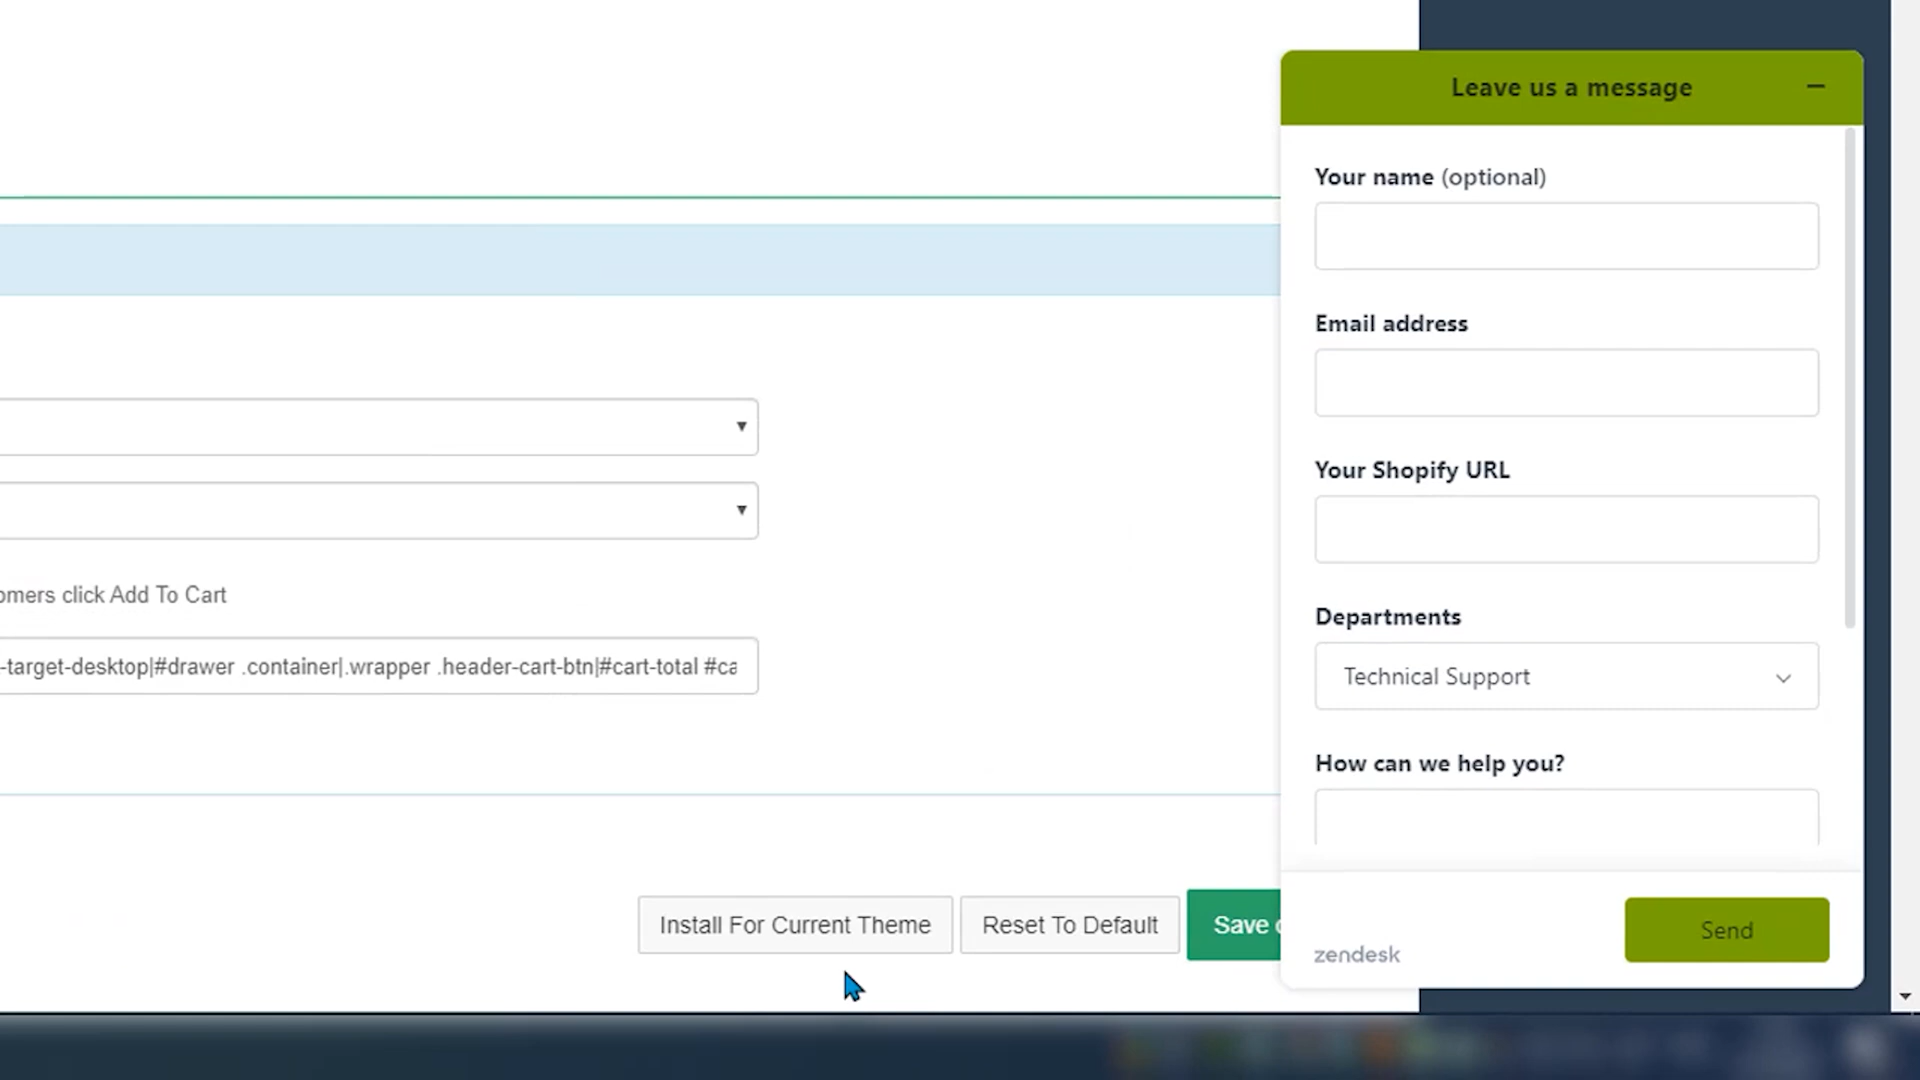 Leave us a message
Your name (optional)
Email address
Your Shopify URL
Departments
Technical Support
How can we help you?
Send
zendesk
click Add To Cart
-target-desktop|#drawer .container|.wrapper .header-cart-btn|#cart-total #ca
Install For Current Theme
Reset To Default
Save